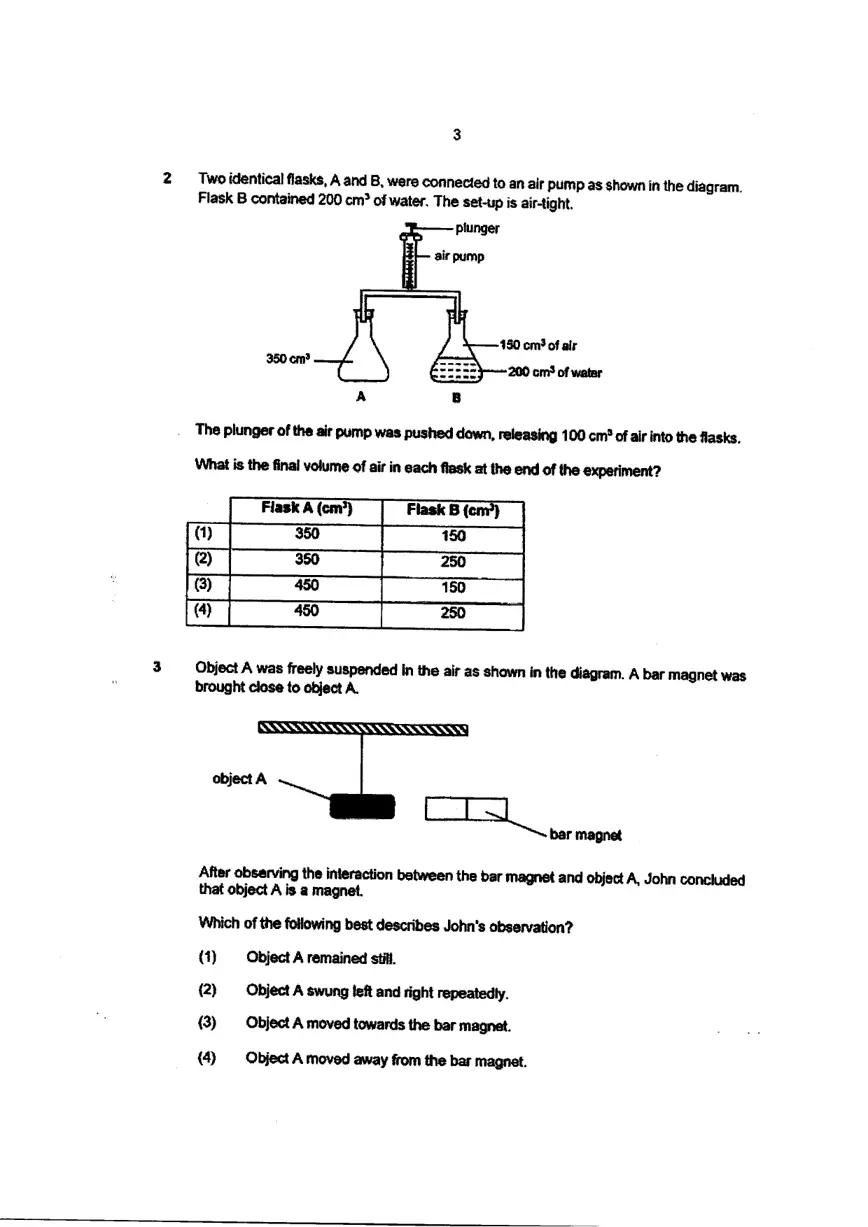 3
2 Two identical flasks, A and B, were connected to an air pump as shown in the diagram.
Flask B contained 200 cm³ of water. The set-up is air-tight.
plunger
air pump
150 cm³ of air
350 cm³
200 cm³ of water
A B
The plunger of the air pump was pushed down, releasing 100 cm³ of air into the flasks.
What is the final volume of air in each flask at the end of the experiment?
Flask A (cm³) Flask B (cm³)
(1) 350 150
(2) 350 250
(3) 450 150
(4) 450 250
3 Object A was freely suspended in the air as shown in the diagram. A bar magnet was
brought close to object A.
object A
bar magnet
After observing the interaction between the bar magnet and object A, John concluded
that object A is a magnet.
Which of the following best describes John's observation?
(1) Object A remained still.
(2) Object A swung left and right repeatedly.
(3) Object A moved towards the bar magnet.
(4) Object A moved away from the bar magnet.